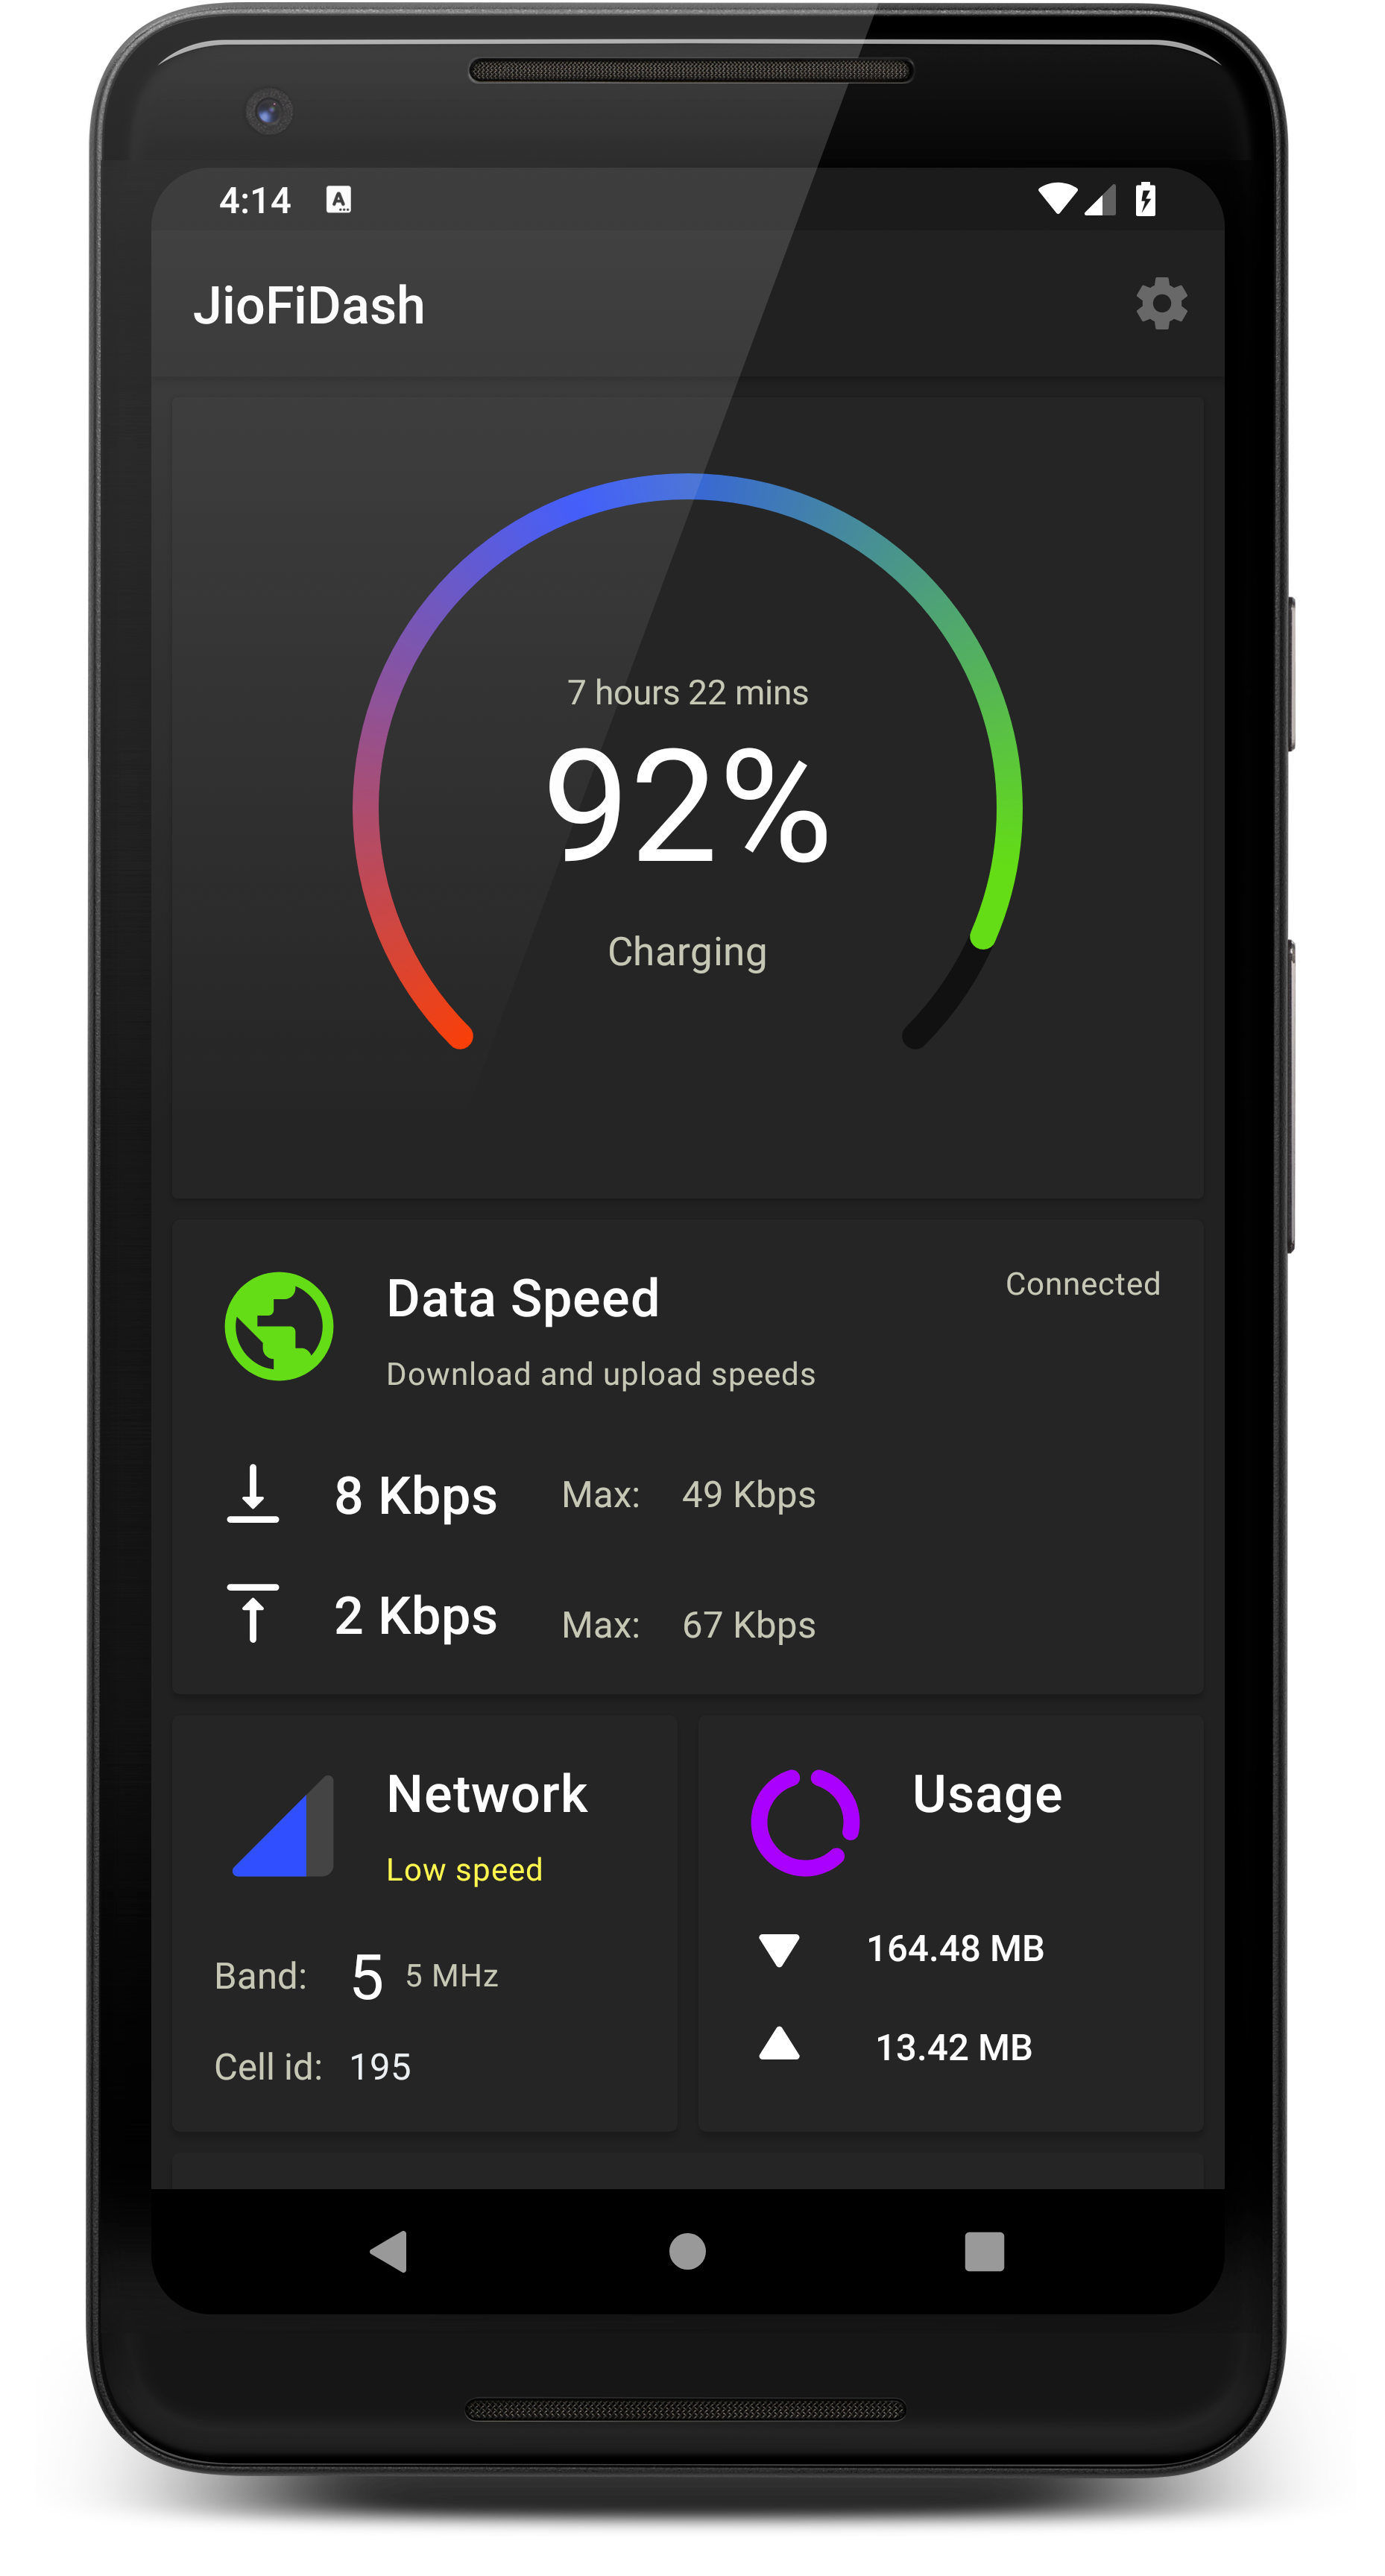 4:14
JioFiDash
7 hours 22 mins
92%
Charging
Data Speed
Connected
Download and upload speeds
8 Kbps Max: 49 Kbps
2 Kbps Max: 67 Kbps
Network
Low speed
Band: 5 5 MHz
Cell id: 195
Usage
164.48 MB
13.42 MB